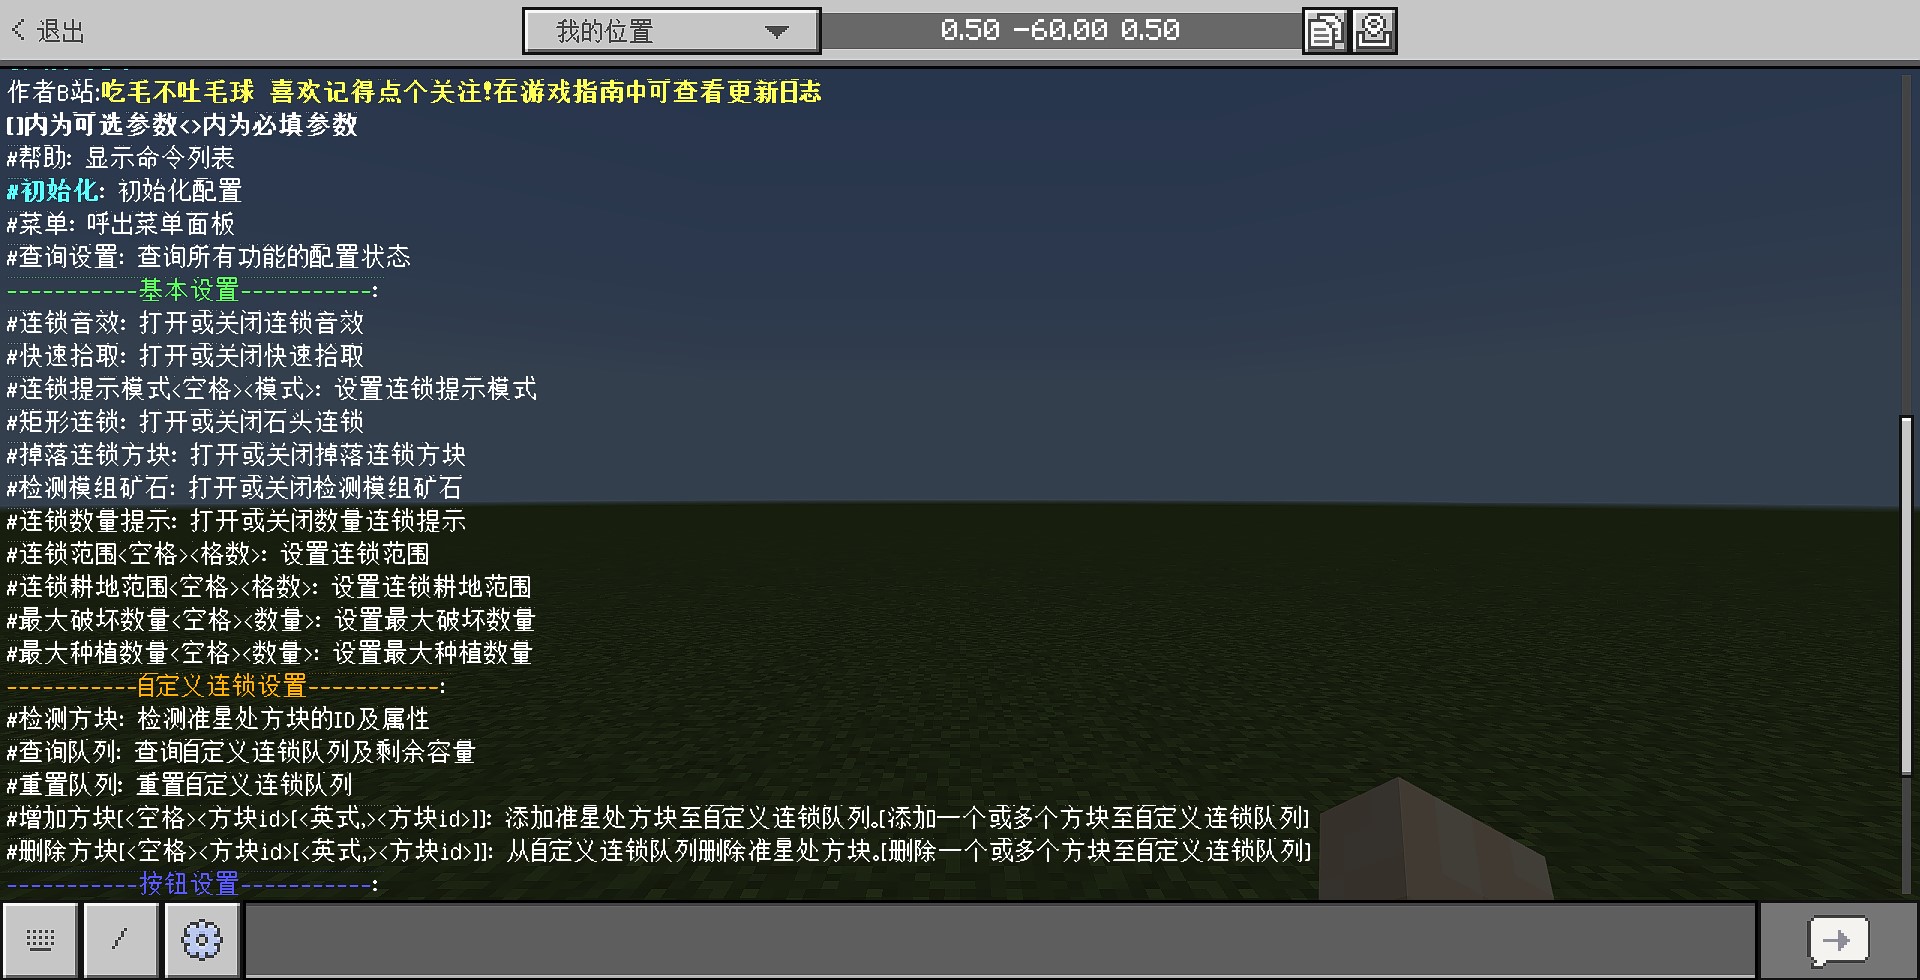 退出
我的位置
0.50 -60.00 0.50
作者B站:吃毛不吐毛球 喜欢记得点个关注!在游戏指南中可查看更新日志
[]内为可选参数<>内为必填参数
#帮助: 显示命令列表
#初始化: 初始化配置
#菜单: 呼出菜单面板
#查询设置: 查询所有功能的配置状态
-----------基本设置-----------:
#连锁音效: 打开或关闭连锁音效
#快速拾取: 打开或关闭快速拾取
#连锁提示模式<空格><模式>: 设置连锁提示模式
#矩形连锁: 打开或关闭石头连锁
#掉落连锁方块: 打开或关闭掉落连锁方块
#检测模组矿石: 打开或关闭检测模组矿石
#连锁数量提示: 打开或关闭数量连锁提示
#连锁范围<空格><格数>: 设置连锁范围
#连锁耕地范围<空格><格数>: 设置连锁耕地范围
#最大破坏数量<空格><数量>: 设置最大破坏数量
#最大种植数量<空格><数量>: 设置最大种植数量
-----------自定义连锁设置-----------:
#检测方块: 检测准星处方块的ID及属性
#查询队列: 查询自定义连锁队列及剩余容量
#重置队列: 重置自定义连锁队列
#增加方块[<空格><方块id>[<英式,><方块id>]]: 添加准星处方块至自定义连锁队列。[添加一个或多个方块至自定义连锁队列]
#删除方块[<空格><方块id>[<英式,><方块id>]]: 从自定义连锁队列删除准星处方块。[删除一个或多个方块至自定义连锁队列]
-----------按钮设置-----------: